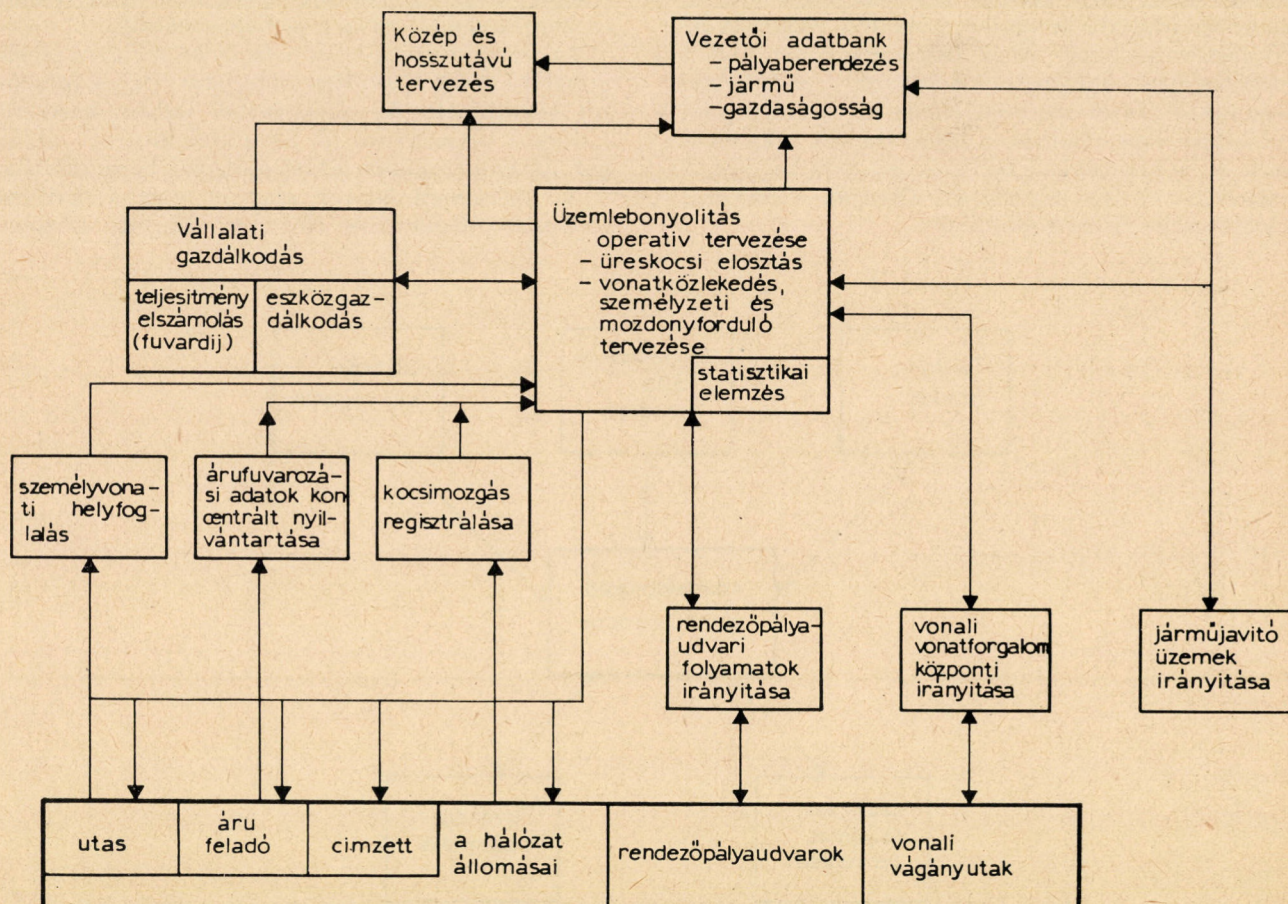 Közép és
hosszutávú
tervezés
Vezetői adatbank
– pályaberendezés
– jármű
–gazdaságosság
Vállalati
gazdálkodás
teljesitmény
elszámolás
(fuvardij)
eszközgaz-
dálkodás
Üzemlebonyolitás
operativ tervezése
– üreskocsi elosztás
– vonatközlekedés,
személyzeti és
mozdonyforduló
tervezése
statisztikai
elemzés
személyvona-
ti helyfog-
lalás
árufuvarozá-
si adatok kon
centrált nyil-
vántartása
kocsimozgás
regisztrálása
rendezőpálya–
udvari
folyamatok
irányitása
vonali
vonatforgalom
központi
irányitása
járműjavitó
üzemek
irányitása
utas
áru
feladó
cimzett
a hálózat
állomásai
rendezőpályaudvarok
vonali
vágányutak